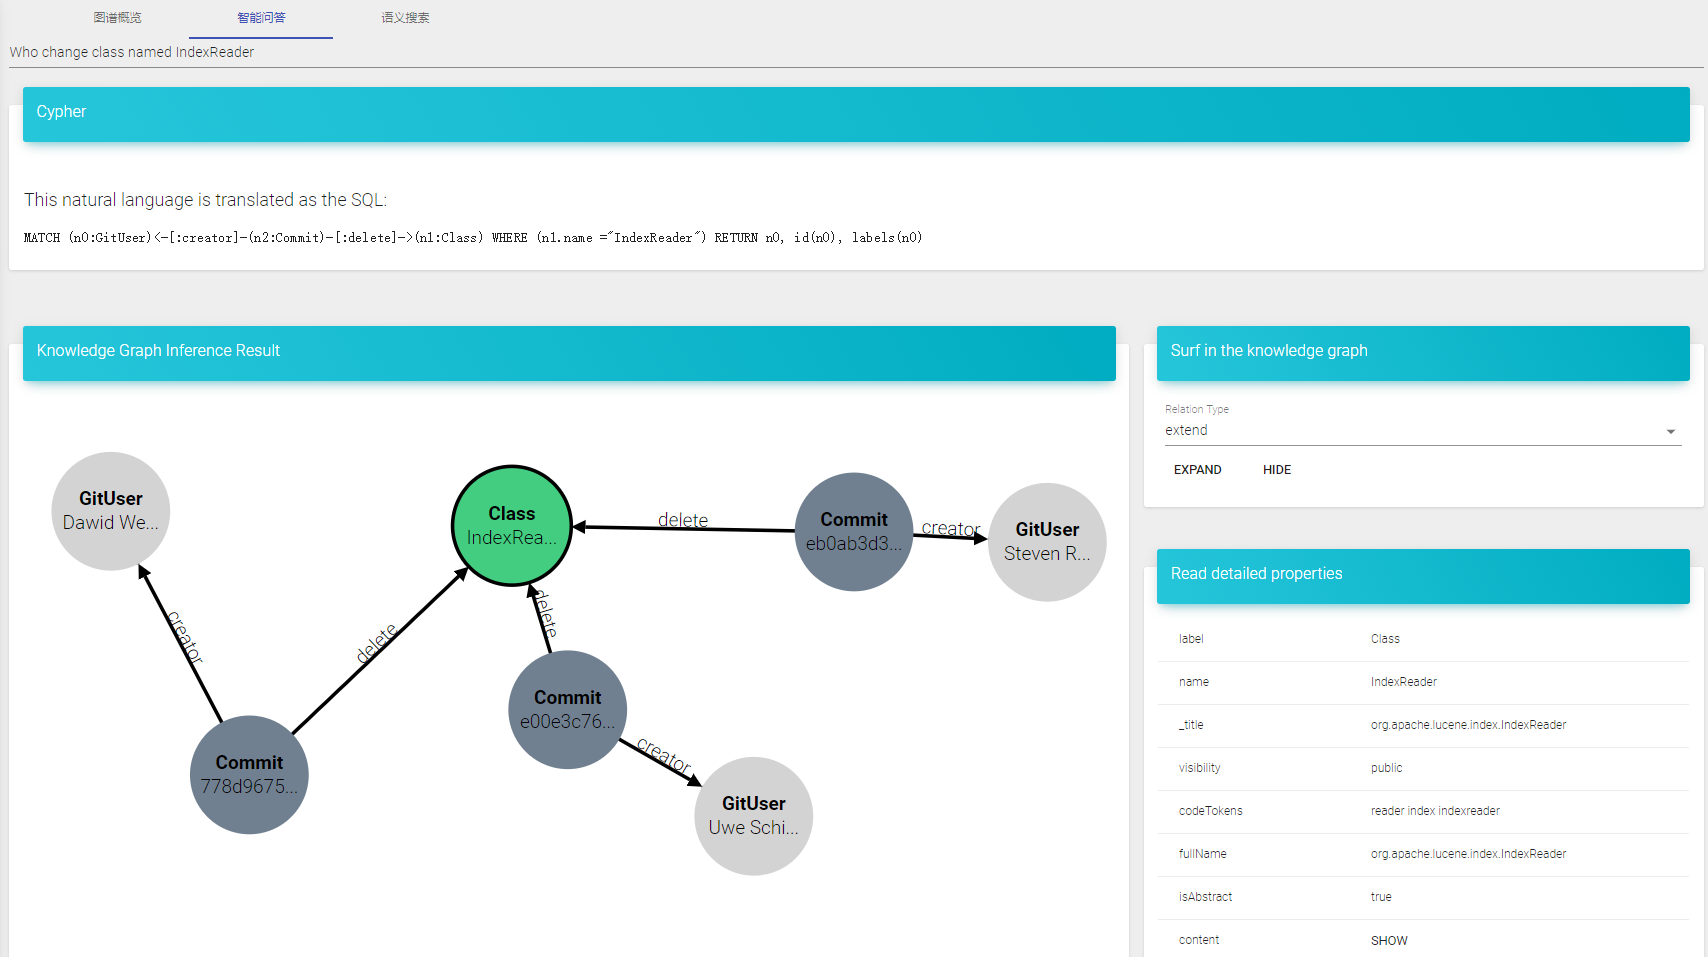 图谱概览 智能问答 语义搜索
Who change class named IndexReader
Cypher
This natural language is translated as the SQL:
MATCH (n0:GitUser)<-[:creator]-(n2:Commit)-[:delete]->(n1:Class) WHERE (n1.name ="IndexReader") RETURN n0, id(n0), labels(n0)
Knowledge Graph Inference Result
GitUser
Dawid We...
Class
IndexRea...
delete
Commit
eb0ab3d3...
creator
GitUser
Steven R...
creator
delete
delete
Commit
e00e3c76...
Commit
778d9675...
creator
GitUser
Uwe Schi...
Surf in the knowledge graph
Relation Type
extend
EXPAND HIDE
Read detailed properties
label Class
name IndexReader
_title org.apache.lucene.index.IndexReader
visibility public
codeTokens reader index indexreader
fullName org.apache.lucene.index.IndexReader
isAbstract true
content SHOW